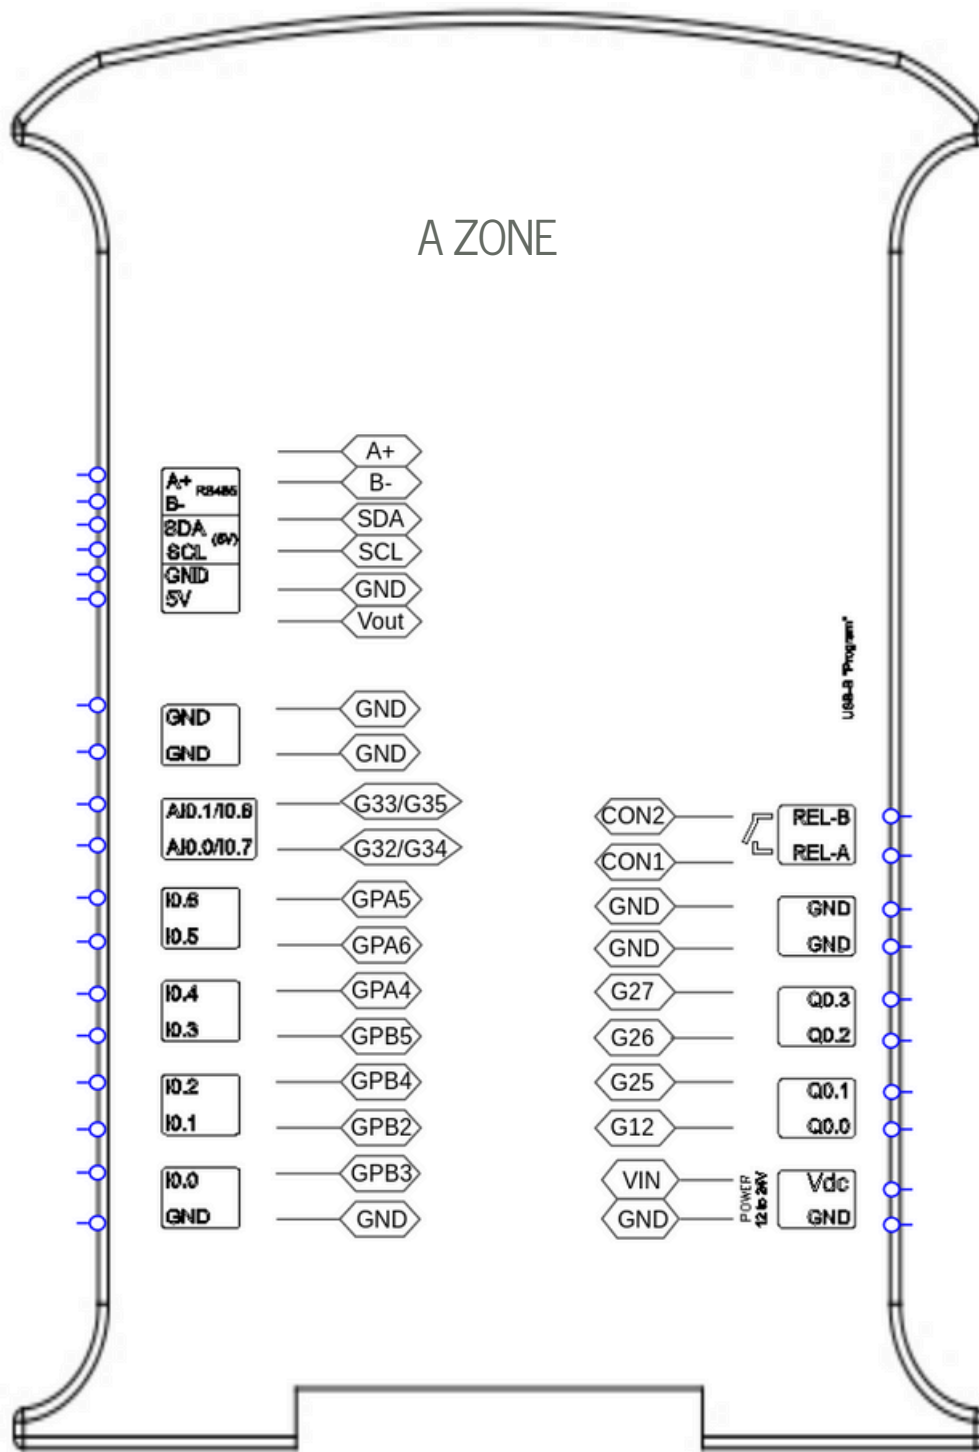 A ZONE
A+
B-
RS485
SDA
SCL
(5V)
GND
5V
A+
B-
SDA
SCL
GND
Vout
USB-B "Program"
GND
GND
GND
GND
AI0.1/I0.8
AI0.0/I0.7
G33/G35
G32/G34
I0.6
I0.5
GPA5
GPA6
I0.4
I0.3
GPA4
GPB5
I0.2
I0.1
GPB4
GPB2
I0.0
GND
GPB3
GND
CON2
CON1
REL-B
REL-A
GND
GND
GND
GND
G27
G26
Q0.3
Q0.2
G25
G12
Q0.1
Q0.0
VIN
GND
POWER
12 to 24V
Vdc
GND